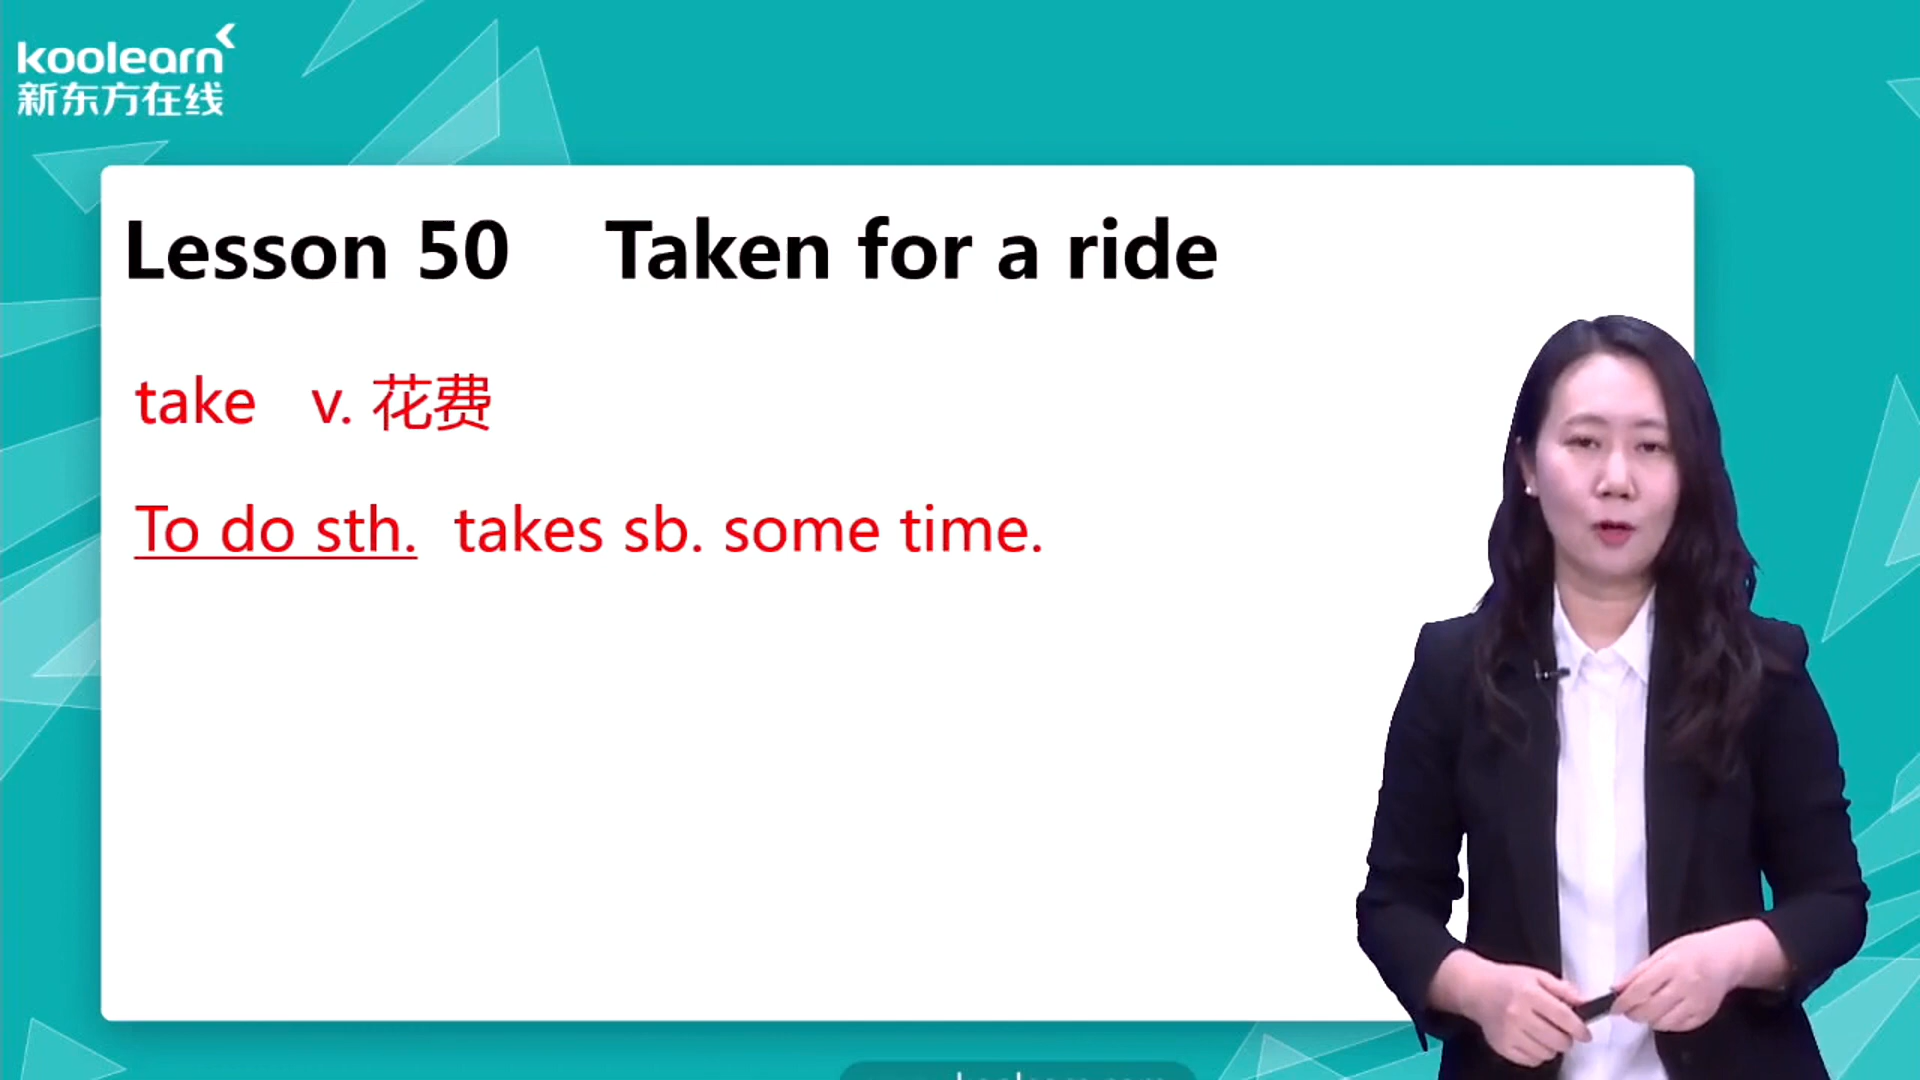 koolearn
新东方在线
Lesson 50 Taken for a ride
take v. 花费
To do sth. takes sb. some time.